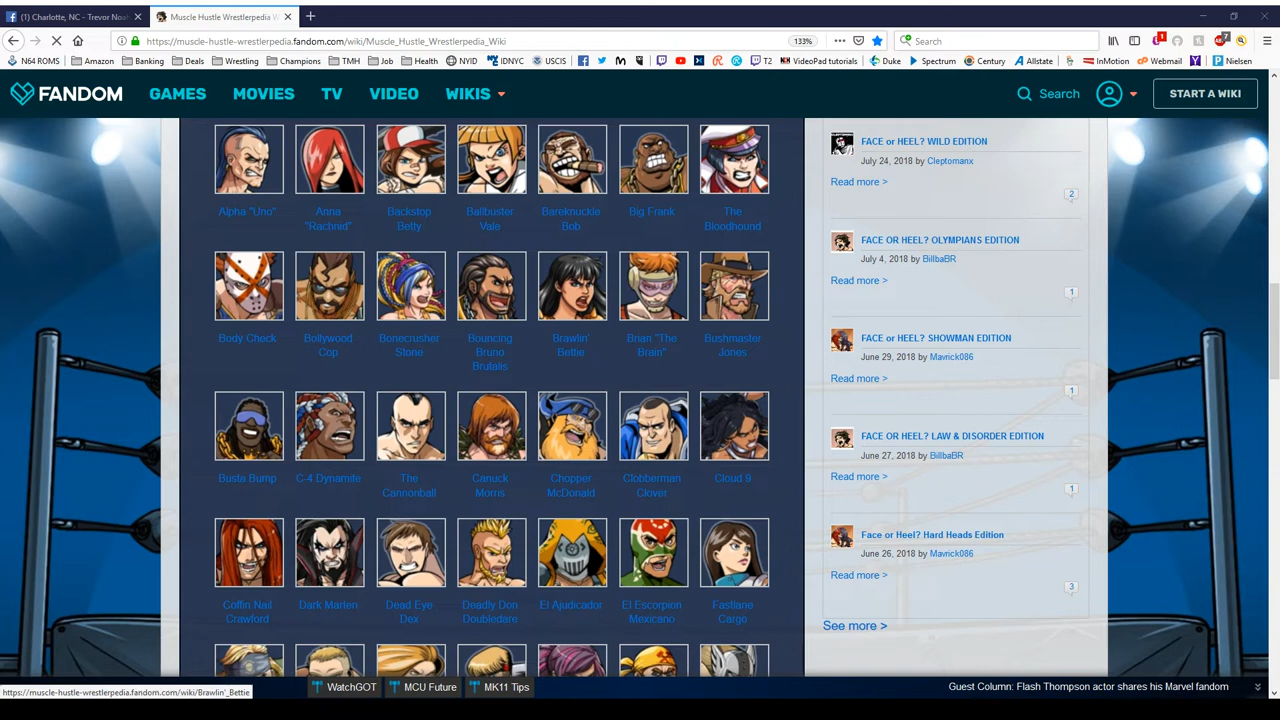 (1) Charlotte, NC - Trevor Noah
Muscle Hustle Wrestlerpedia W
https://muscle-hustle-wrestlerpedia.fandom.com/wiki/Muscle_Hustle_Wrestlerpedia_Wiki
133%
Search
1
7
N64 ROMS
Amazon
Banking
Deals
Wrestling
Champions
TMH
Job
Health
NYID
IDNYC
USCIS
T2
VideoPad tutorials
Duke
Spectrum
Century
Allstate
InMotion
Webmail
Nielsen
FANDOM
GAMES
MOVIES
TV
VIDEO
WIKIS
Search
START A WIKI
Alpha "Uno"
Anna "Rachnid"
Backstop Betty
Ballbuster Vale
Bareknuckle Bob
Big Frank
The Bloodhound
Body Check
Bollywood Cop
Bonecrusher Stone
Bouncing Bruno Brutalis
Brawlin' Bettie
Brian "The Brain"
Bushmaster Jones
Busta Bump
C-4 Dynamite
The Cannonball
Canuck Morris
Chopper McDonald
Clobberman Clover
Cloud 9
Coffin Nail Crawford
Dark Marten
Dead Eye Dex
Deadly Don Doubledare
El Ajudicador
El Escorpion Mexicano
Fastlane Cargo
FACE or HEEL? WILD EDITION
July 24, 2018 by Cleptomanx
Read more >
2
FACE OR HEEL? OLYMPIANS EDITION
July 4, 2018 by BillbaBR
Read more >
1
FACE or HEEL? SHOWMAN EDITION
June 29, 2018 by Mavrick086
Read more >
1
FACE OR HEEL? LAW & DISORDER EDITION
June 27, 2018 by BillbaBR
Read more >
1
Face or Heel? Hard Heads Edition
June 26, 2018 by Mavrick086
Read more >
3
See more >
https://muscle-hustle-wrestlerpedia.fandom.com/wiki/Brawlin'_Bettie
WatchGOT
MCU Future
MK11 Tips
Guest Column: Flash Thompson actor shares his Marvel fandom